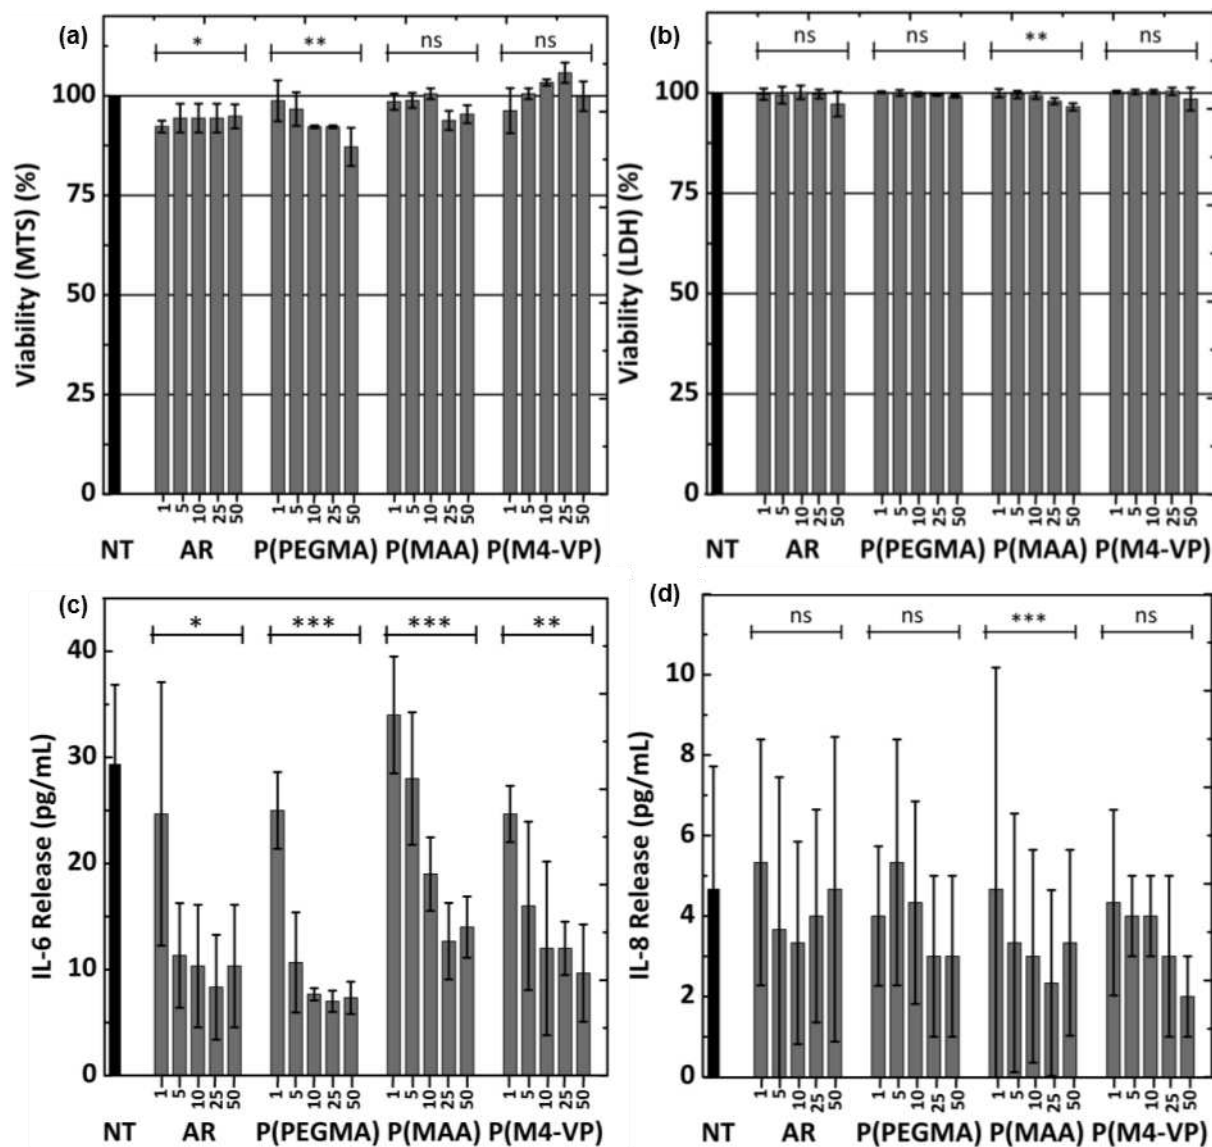 (a)
* ** ns ns
Viability (MTS) (%)
100
75
50
25
0
1 5 10 25 50 1 5 10 25 50 1 5 10 25 50 1 5 10 25 50
NT AR P(PEGMA) P(MAA) P(M4-VP)
(b)
ns ns ** ns
Viability (LDH) (%)
100
75
50
25
0
1 5 10 25 50 1 5 10 25 50 1 5 10 25 50 1 5 10 25 50
NT AR P(PEGMA) P(MAA) P(M4-VP)
(c)
* *** *** **
IL-6 Release (pg/mL)
40
30
20
10
0
1 5 10 25 50 1 5 10 25 50 1 5 10 25 50 1 5 10 25 50
NT AR P(PEGMA) P(MAA) P(M4-VP)
(d)
ns ns *** ns
IL-8 Release (pg/mL)
10
8
6
4
2
0
1 5 10 25 50 1 5 10 25 50 1 5 10 25 50 1 5 10 25 50
NT AR P(PEGMA) P(MAA) P(M4-VP)